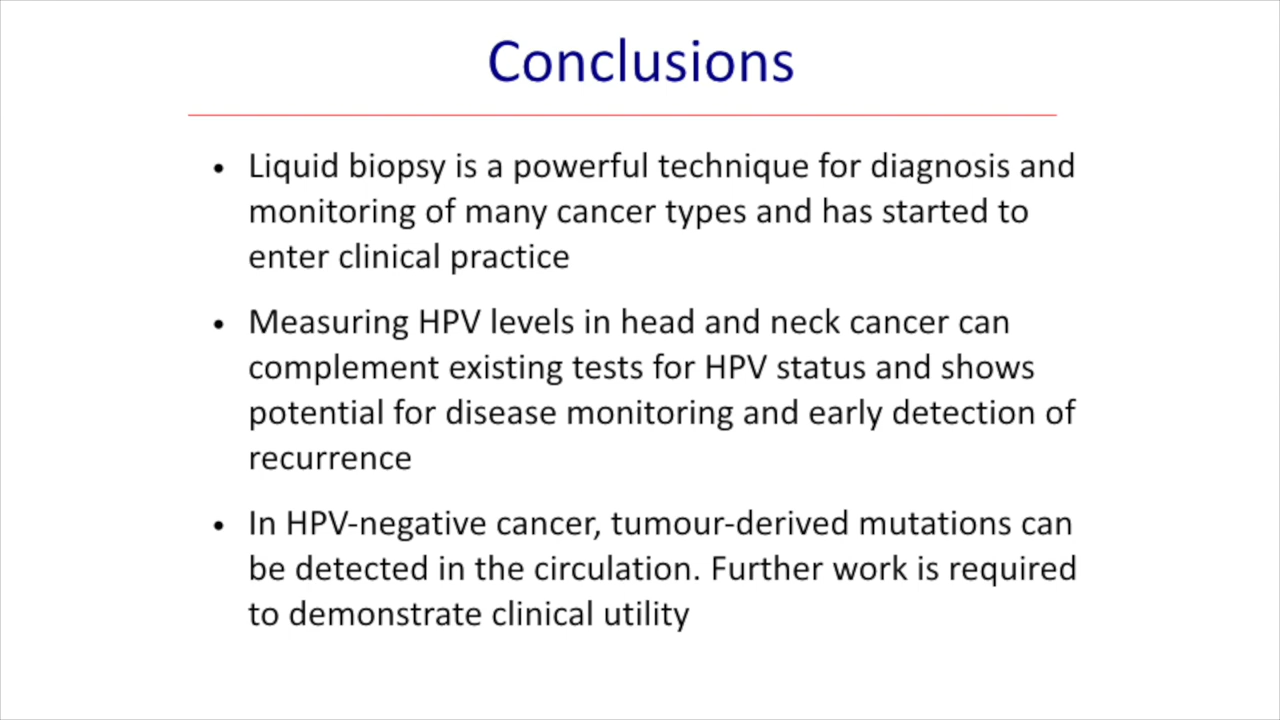 Conclusions
• Liquid biopsy is a powerful technique for diagnosis and
monitoring of many cancer types and has started to
enter clinical practice
• Measuring HPV levels in head and neck cancer can
complement existing tests for HPV status and shows
potential for disease monitoring and early detection of
recurrence
• In HPV-negative cancer, tumour-derived mutations can
be detected in the circulation. Further work is required
to demonstrate clinical utility